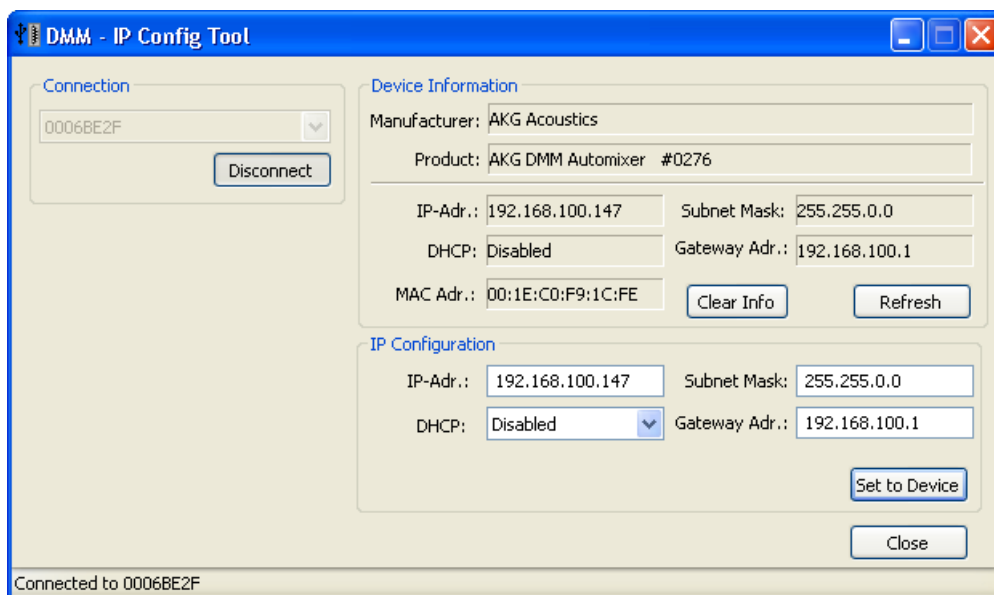 DMM - IP Config Tool
Connection
0006BE2F
Disconnect
Device Information
Manufacturer: AKG Acoustics
Product: AKG DMM Automixer #0276
IP-Adr.: 192.168.100.147 Subnet Mask: 255.255.0.0
DHCP: Disabled Gateway Adr.: 192.168.100.1
MAC Adr.: 00:1E:C0:F9:1C:FE Clear Info Refresh
IP Configuration
IP-Adr.: 192.168.100.147 Subnet Mask: 255.255.0.0
DHCP: Disabled Gateway Adr.: 192.168.100.1
Set to Device
Close
Connected to 0006BE2F